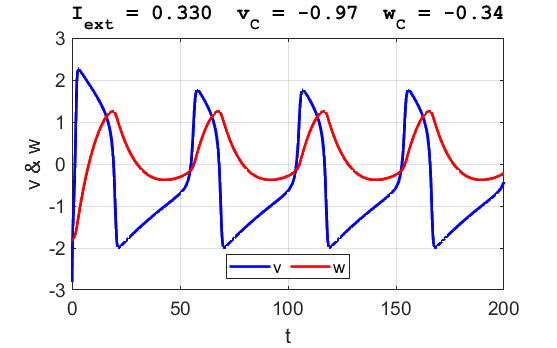 I_ext = 0.330 v_C = -0.97 w_C = -0.34
3
2
1
0
-1
-2
-3
v & w
0 50 100 150 200
t
v w